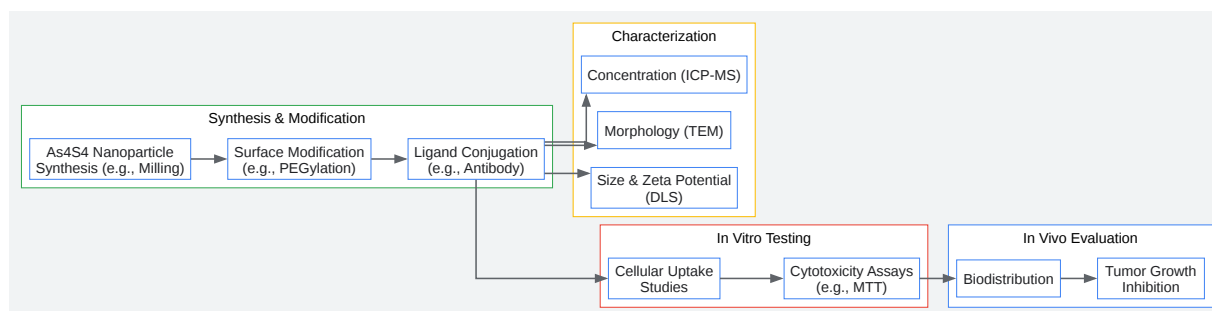 Synthesis & Modification
As4S4 Nanoparticle
Synthesis (e.g., Milling)
Surface Modification
(e.g., PEGylation)
Ligand Conjugation
(e.g., Antibody)
Characterization
Concentration (ICP-MS)
Morphology (TEM)
Size & Zeta Potential
(DLS)
In Vitro Testing
Cellular Uptake
Studies
Cytotoxicity Assays
(e.g., MTT)
In Vivo Evaluation
Biodistribution
Tumor Growth
Inhibition